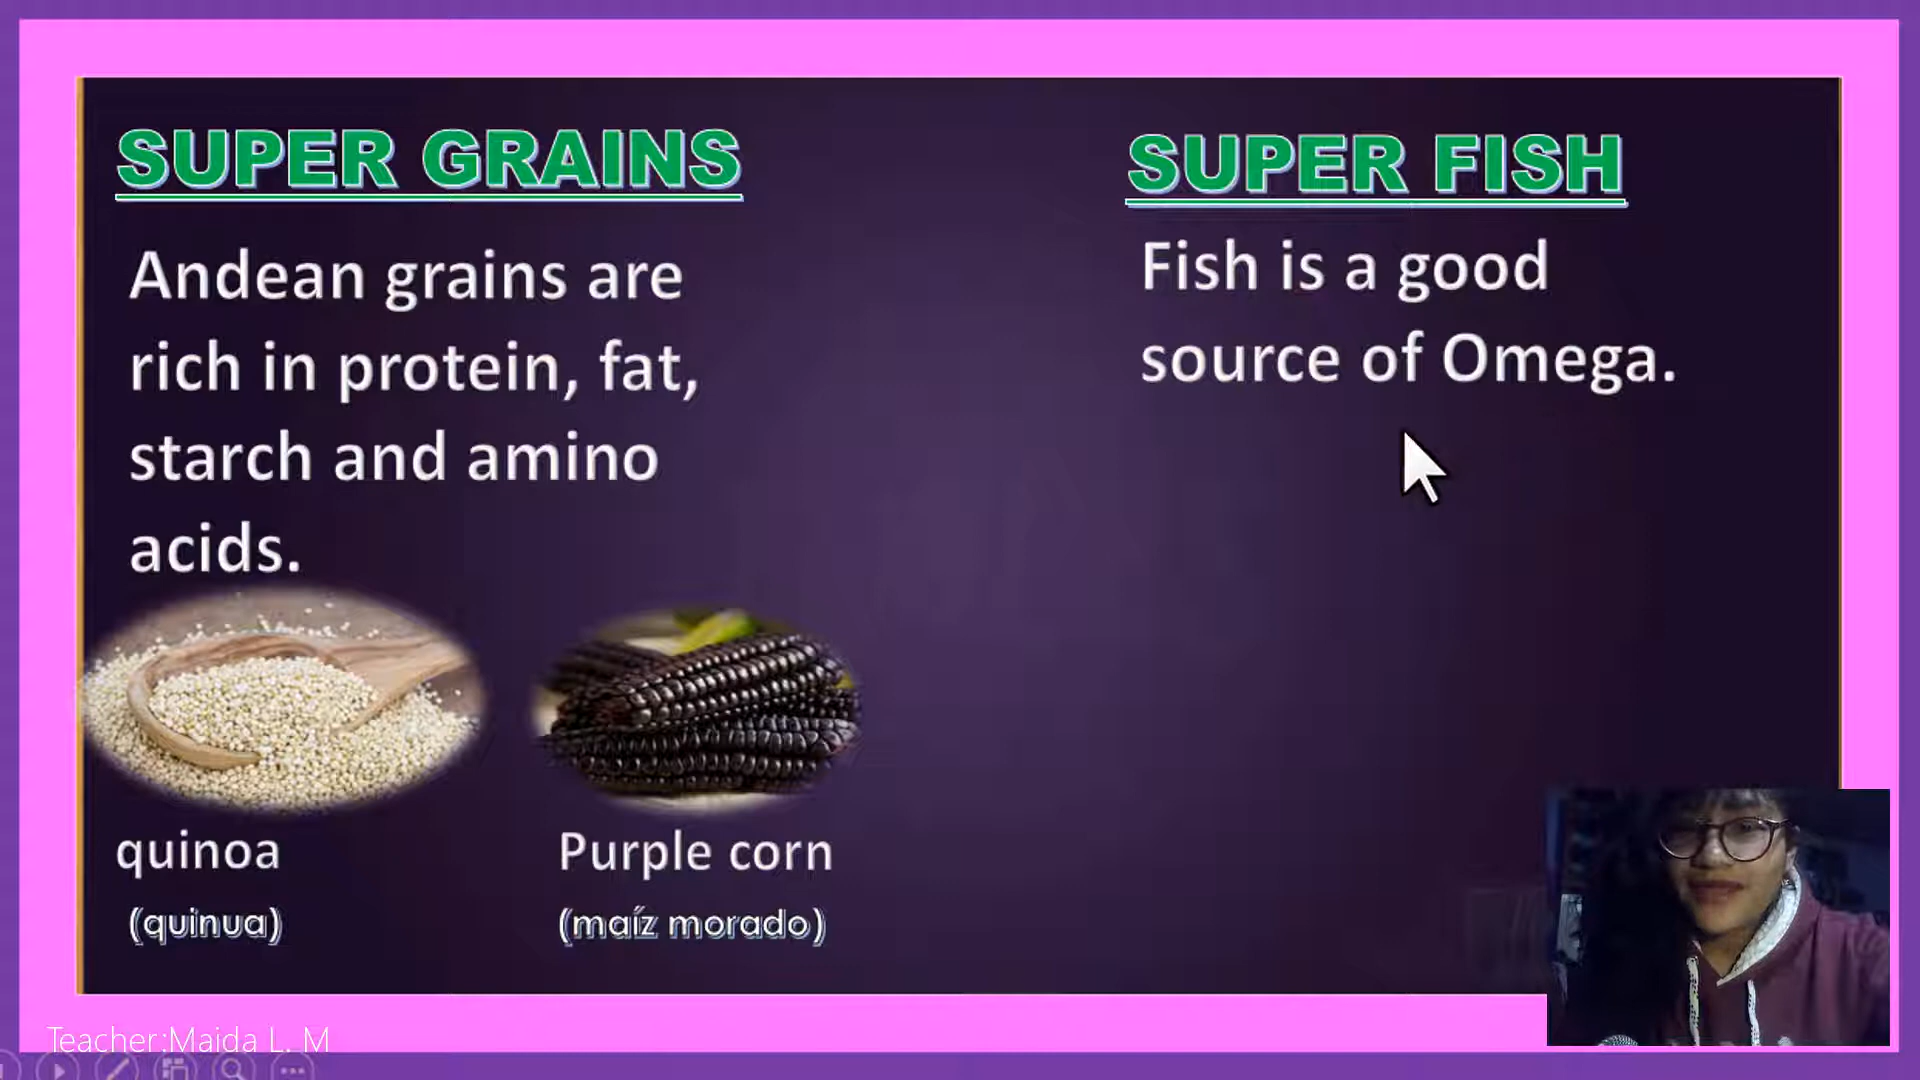 SUPER GRAINS
Andean grains are
rich in protein, fat,
starch and amino
acids.
quinoa
(quinua)
Purple corn
(maíz morado)
SUPER FISH
Fish is a good
source of Omega.
Teacher:Maida L. M